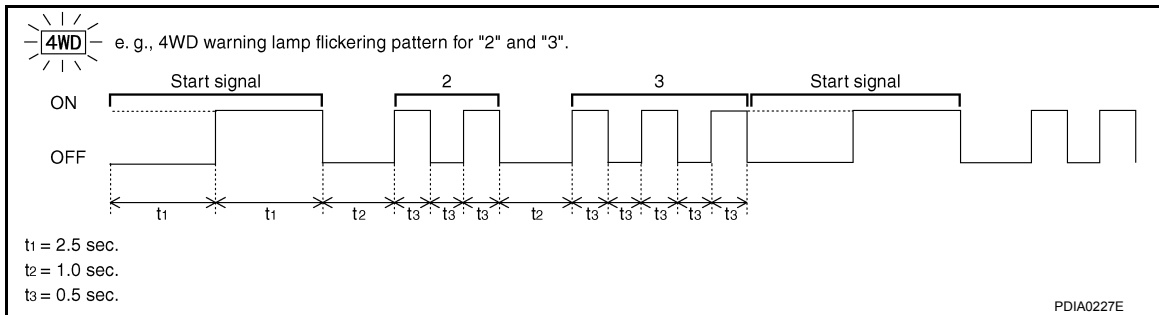 4WD e. g., 4WD warning lamp flickering pattern for "2" and "3".
Start signal 2 3 Start signal
ON
OFF
t1 t1 t2 t3 t3 t3 t2 t3 t3 t3 t3 t3
t1 = 2.5 sec.
t2 = 1.0 sec.
t3 = 0.5 sec.
PDIA0227E